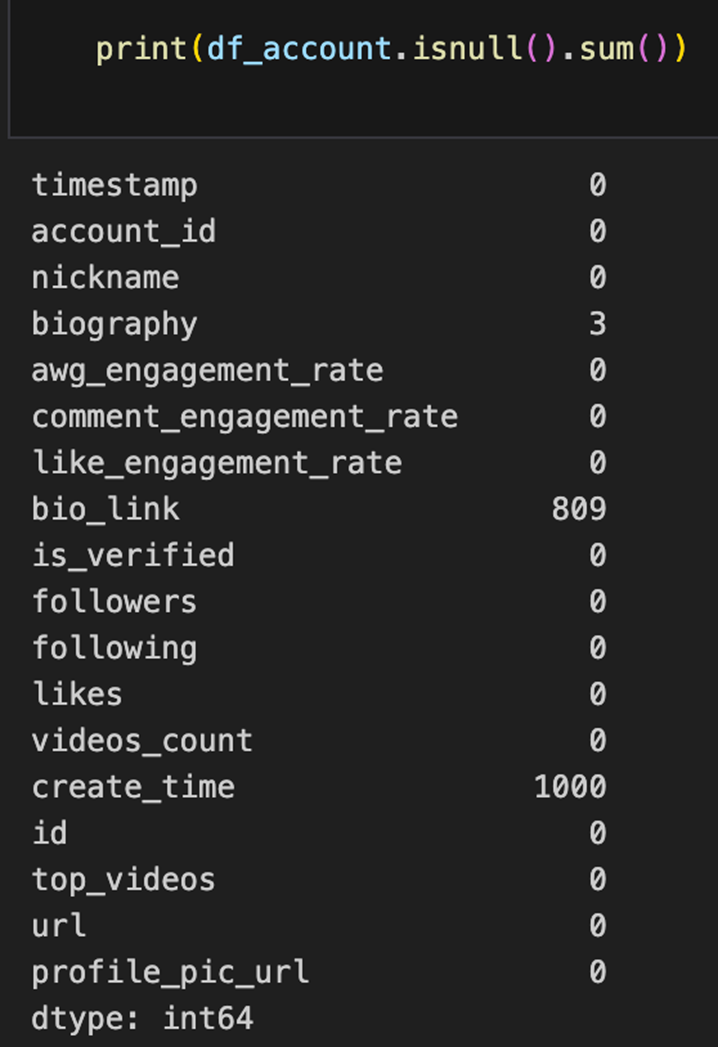 print(df_account.isnull().sum())
timestamp 0
account_id 0
nickname 0
biography 3
awg_engagement_rate 0
comment_engagement_rate 0
like_engagement_rate 0
bio_link 809
is_verified 0
followers 0
following 0
likes 0
videos_count 0
create_time 1000
id 0
top_videos 0
url 0
profile_pic_url 0
dtype: int64